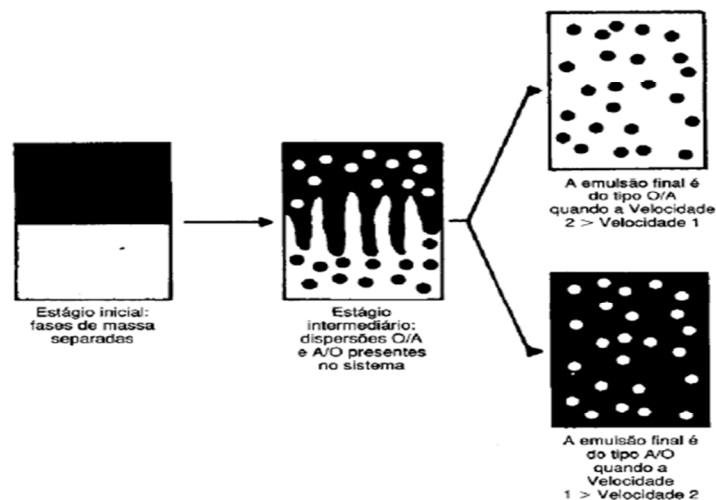 Estágio inicial:
fases de massa
separadas
Estágio
intermediário:
dispersões O/A
e A/O presentes
no sistema
A emulsão final é
do tipo O/A
quando a Velocidade
2 > Velocidade 1
A emulsão final é
do tipo A/O
quando a
Velocidade
1 > Velocidade 2